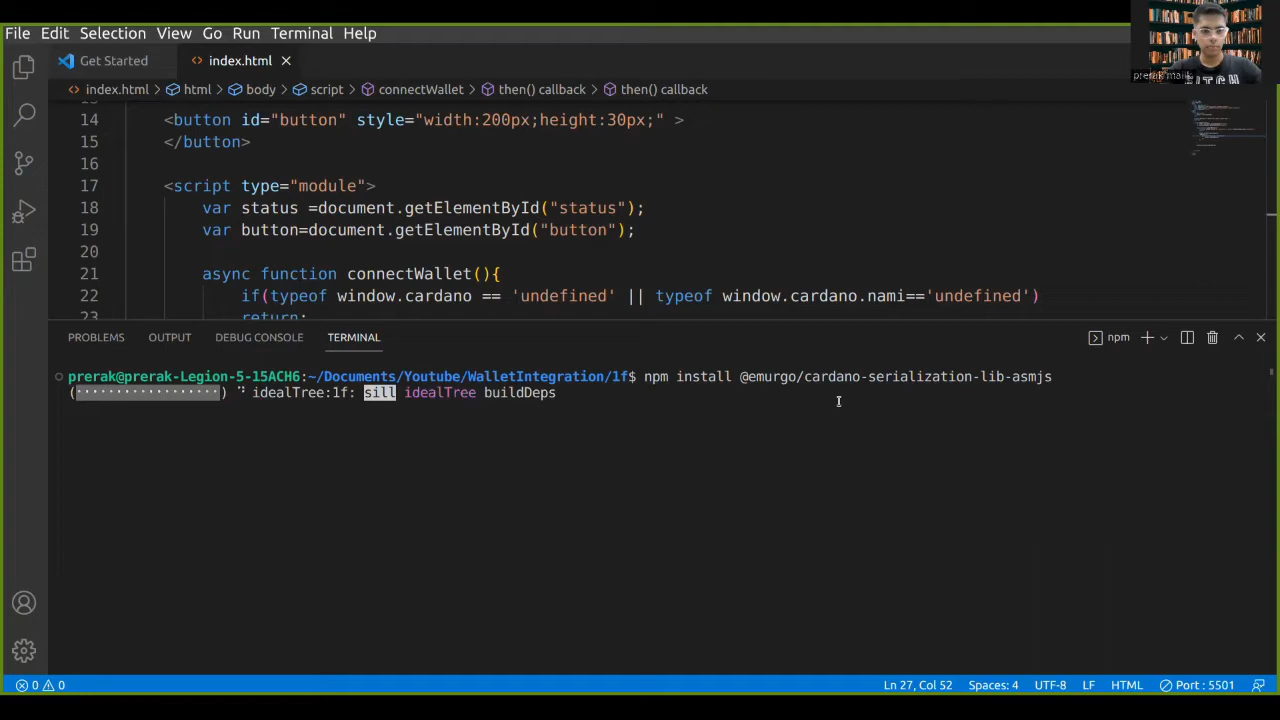 File Edit Selection View Go Run Terminal Help
Get Started index.html
index.html html body script connectWallet then() callback then() callback
14 <button id="button" style="width:200px;height:30px;" >
15 </button>
16
17 <script type="module">
18 var status =document.getElementById("status");
19 var button=document.getElementById("button");
20
21 async function connectWallet(){
22 if(typeof window.cardano == 'undefined' || typeof window.cardano.nami=='undefined')
23 return;
PROBLEMS OUTPUT DEBUG CONSOLE TERMINAL npm
prerak@prerak-Legion-5-15ACH6:~/Documents/Youtube/WalletIntegration/1f$ npm install @emurgo/cardano-serialization-lib-asmjs
(··················) ⠙ idealTree:1f: sill idealTree buildDeps
0 0 Ln 27, Col 52 Spaces: 4 UTF-8 LF HTML Port : 5501
prerak